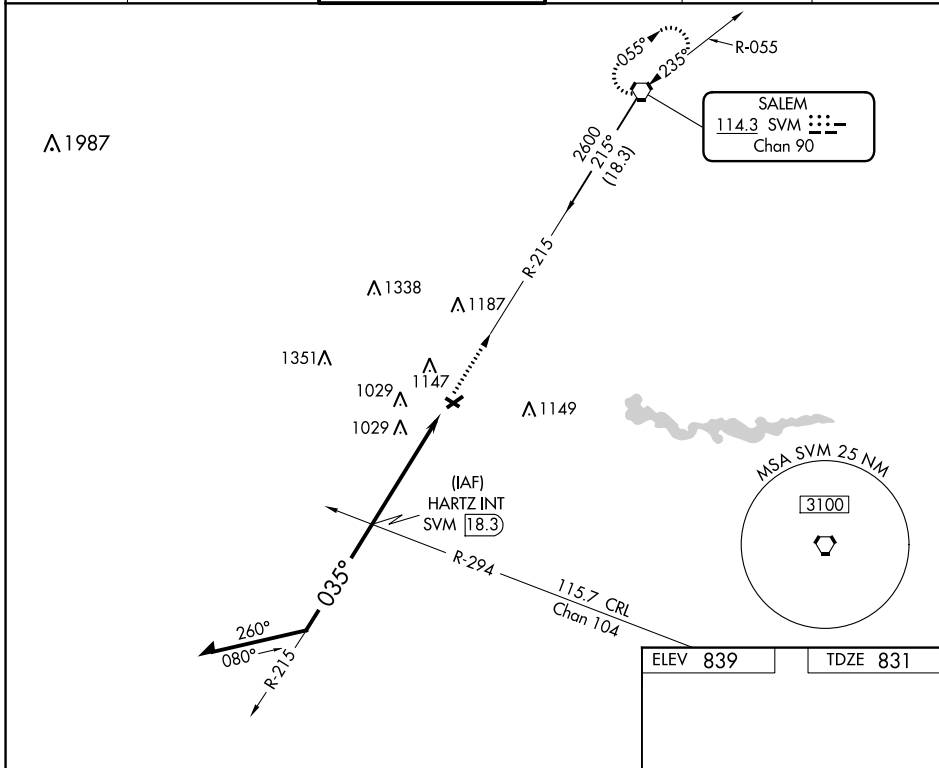 055°
235°
R-055
SALEM
114.3 SVM
Chan 90
1987
2600
215°
(18.3)
R-215
1338
1187
1351
1147
1029
1149
1029
MSA SVM 25 NM
3100
(IAF)
HARTZ INT
SVM 18.3
R-294
115.7 CRL
Chan 104
035°
260°
080°
R-215
ELEV 839
TDZE 831